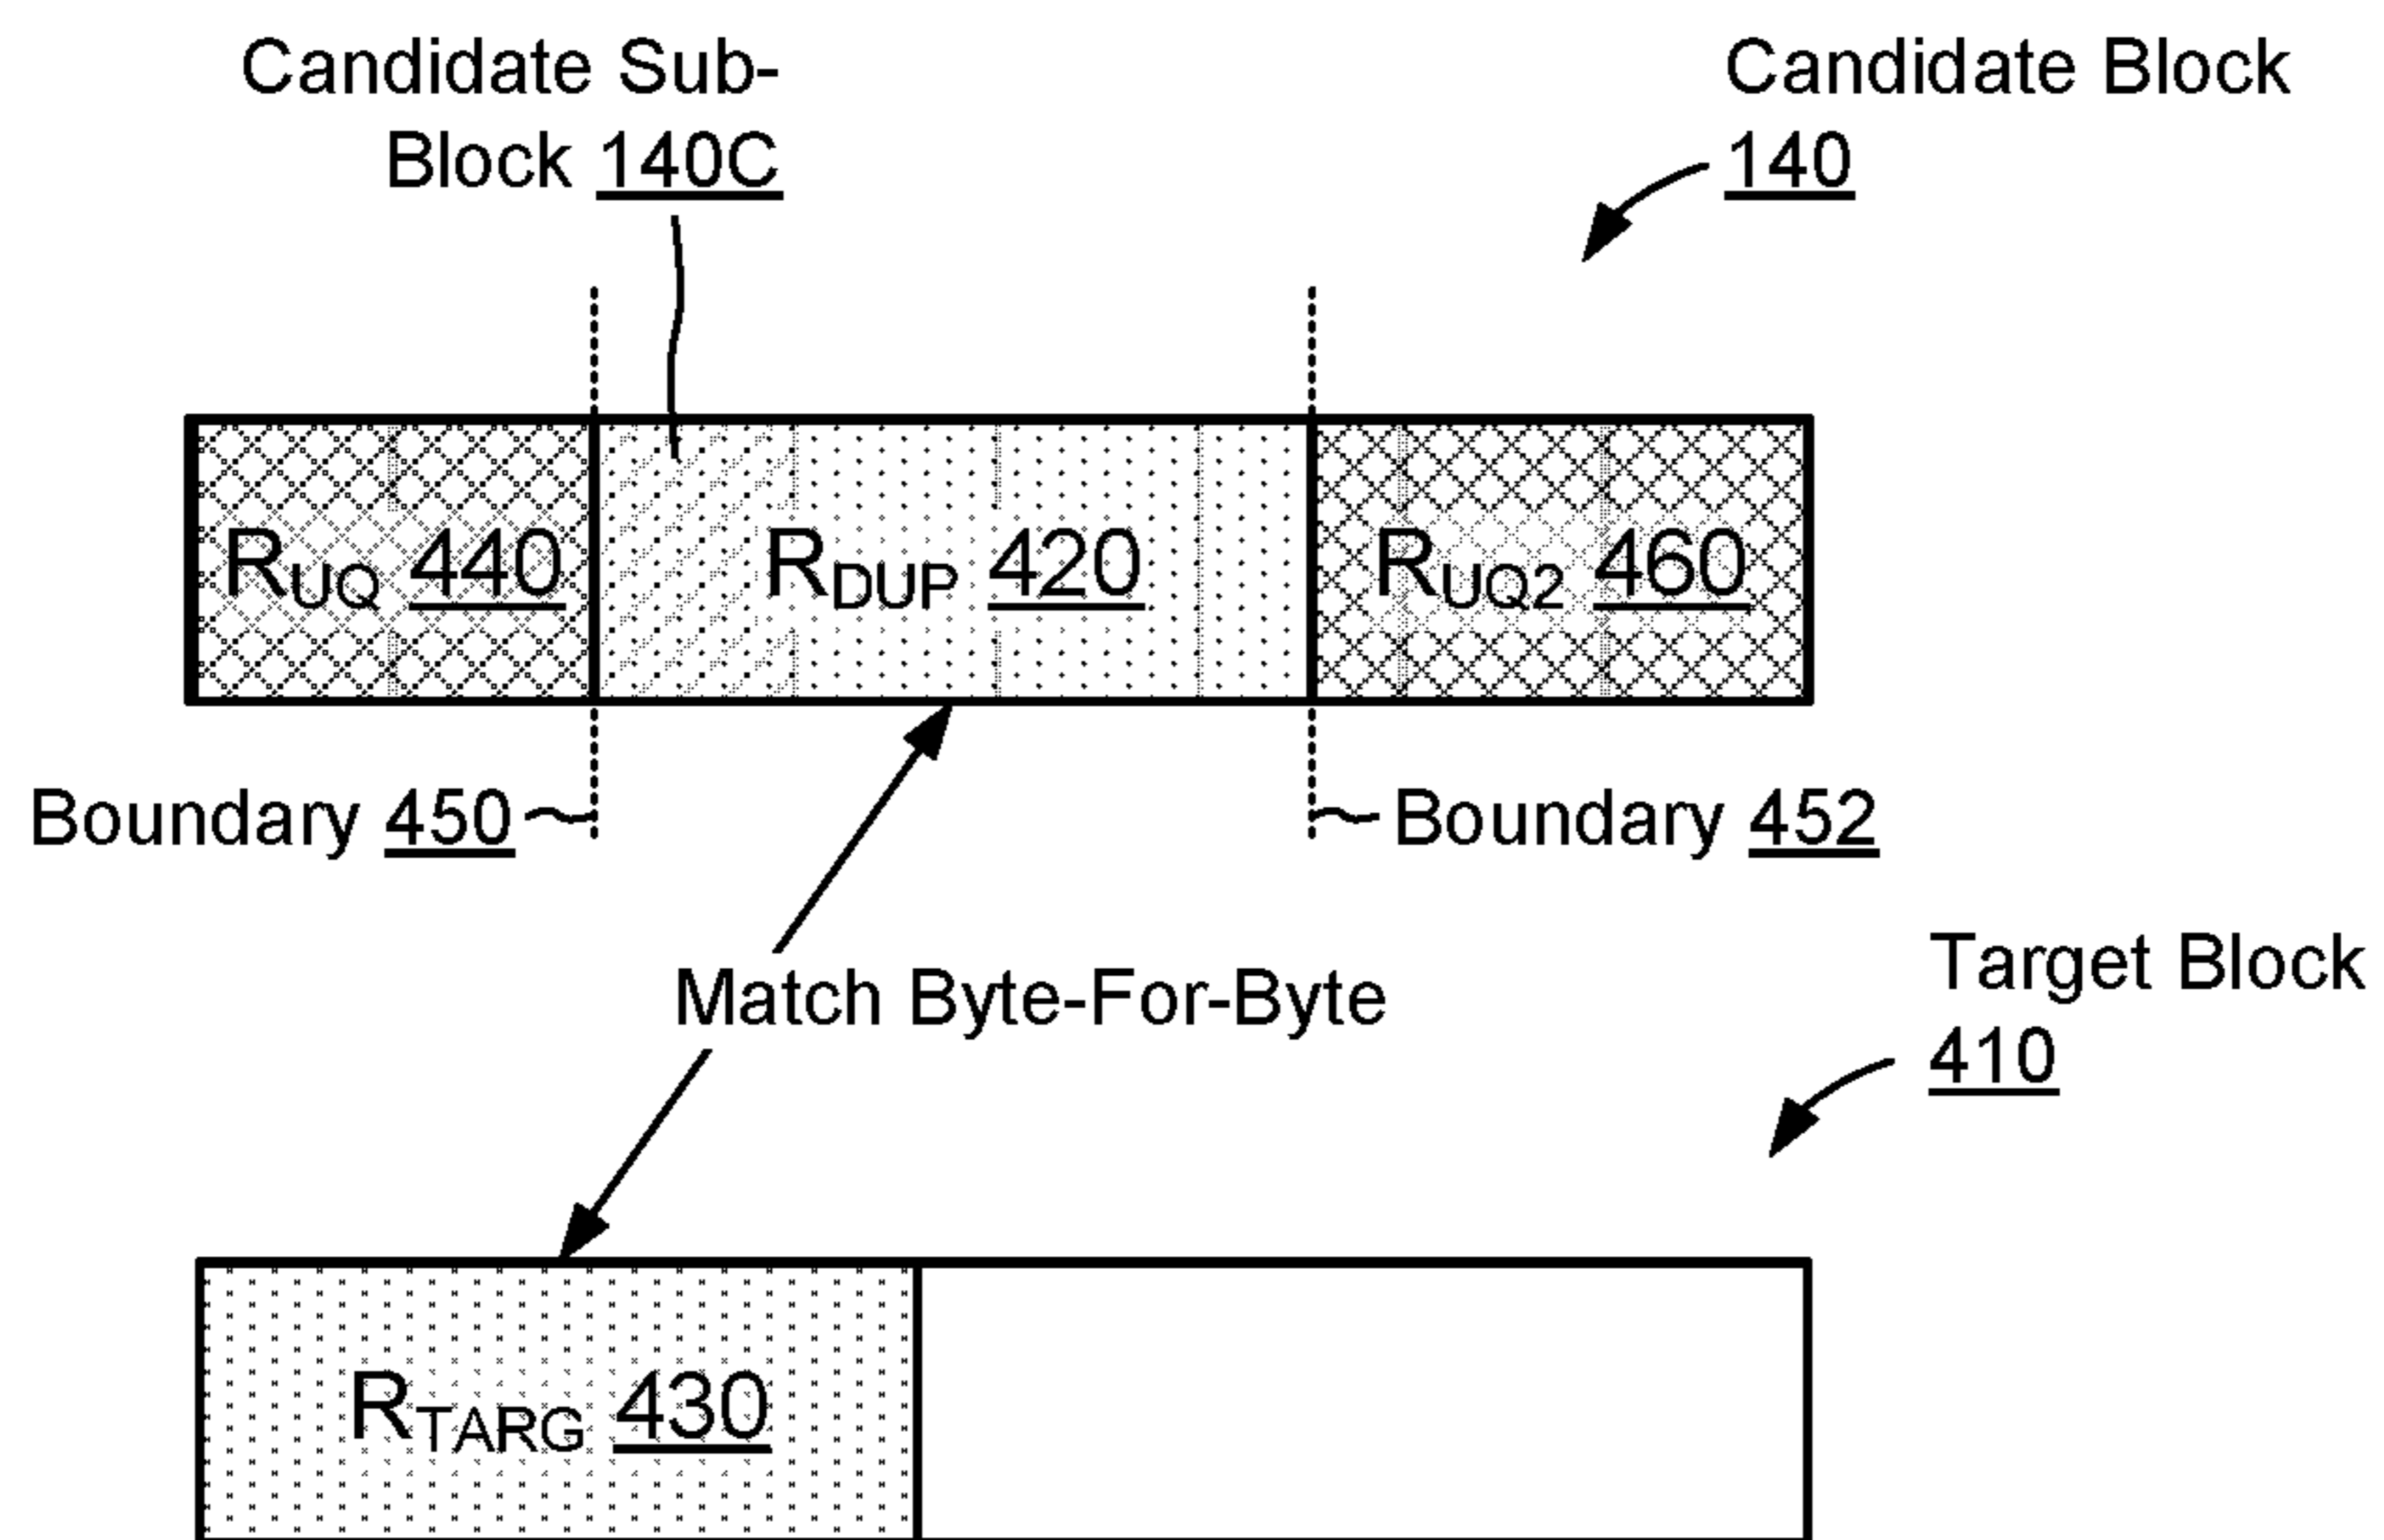 Candidate Sub-
Block 140C
Candidate Block
140
RUQ 440
RDUP 420
RUQ2 460
Boundary 450
Boundary 452
Match Byte-For-Byte
Target Block
410
RTARG 430